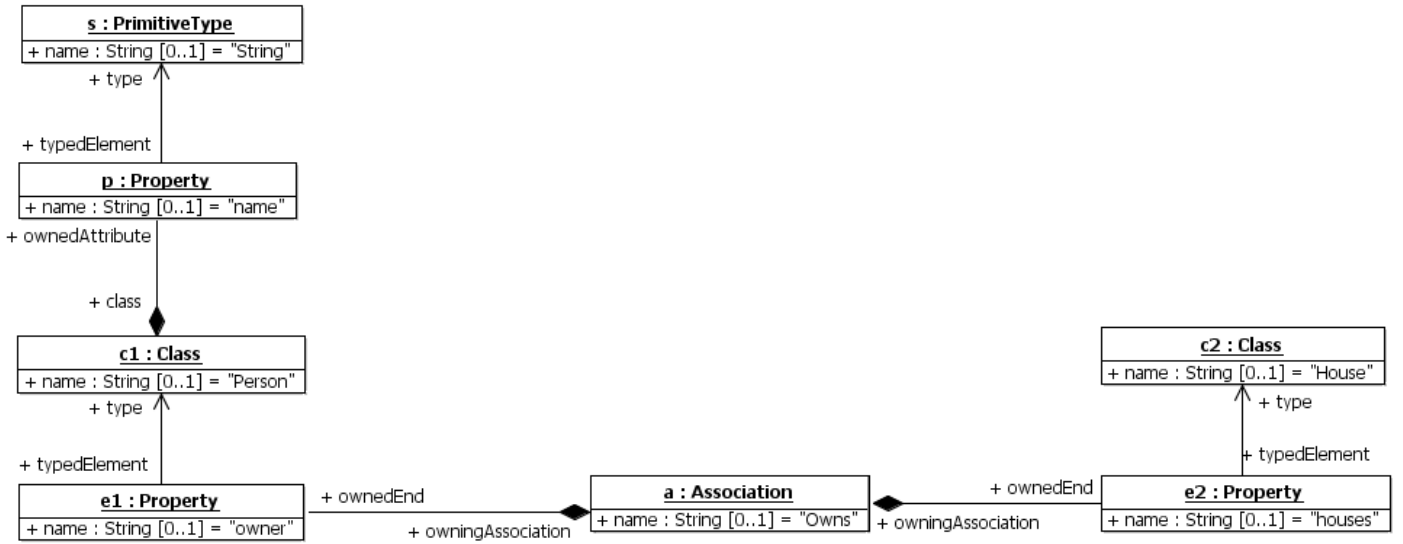 s : PrimitiveType
+ name : String [0..1] = "String"
+ type
+ typedElement
p : Property
+ name : String [0..1] = "name"
+ ownedAttribute
+ class
c1 : Class
+ name : String [0..1] = "Person"
+ type
+ typedElement
e1 : Property
+ name : String [0..1] = "owner"
+ ownedEnd
+ owningAssociation
a : Association
+ name : String [0..1] = "Owns"
+ ownedEnd
+ owningAssociation
c2 : Class
+ name : String [0..1] = "House"
+ type
+ typedElement
e2 : Property
+ name : String [0..1] = "houses"